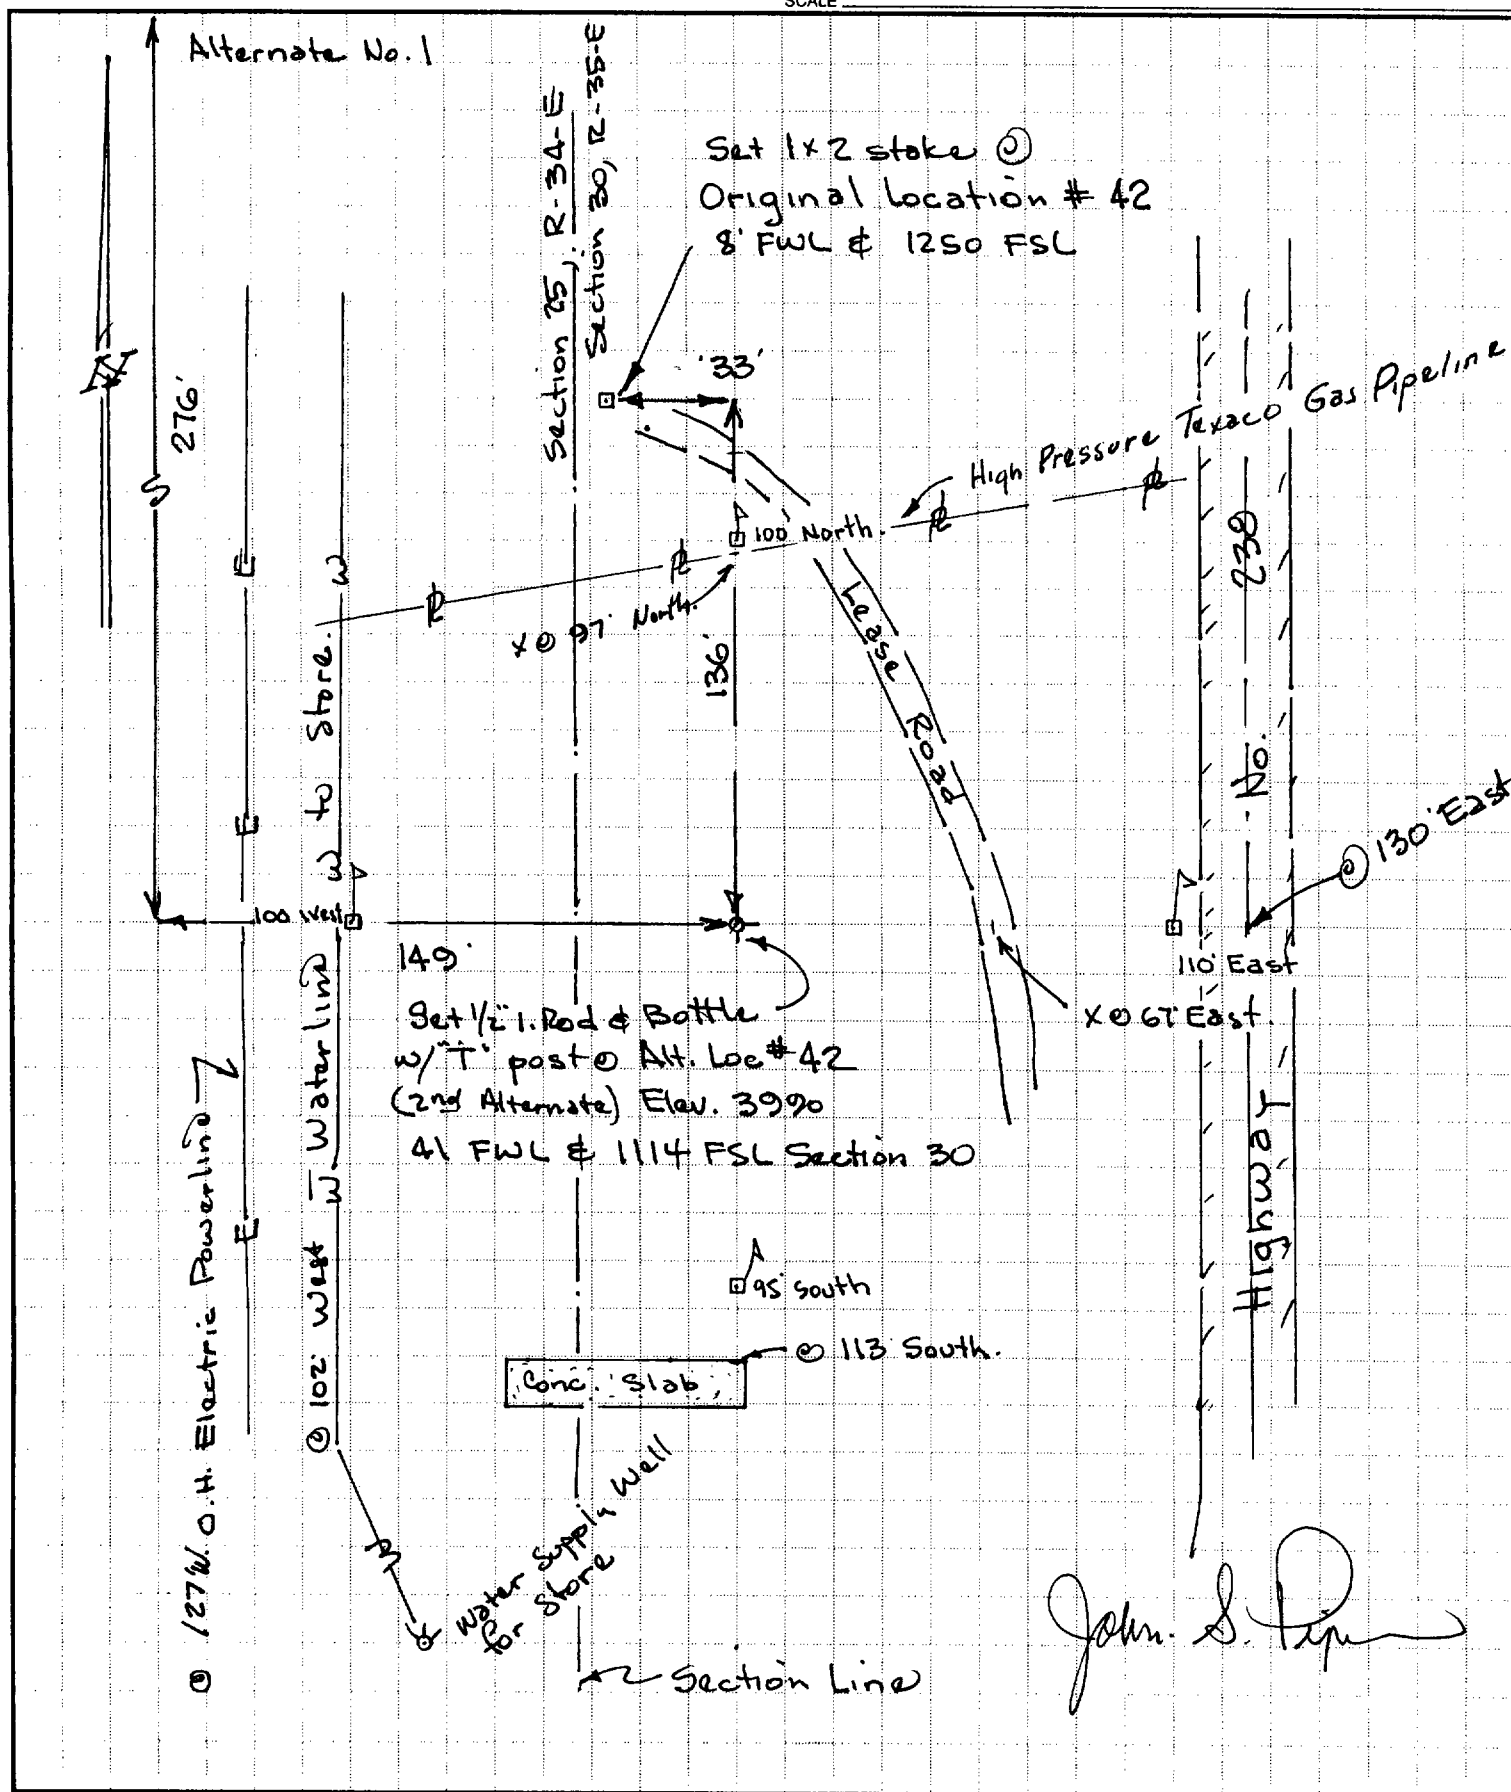 SCALE
Alternate No. 1
Section 25, R-34-E
Section 30, R-35-E
Set 1x2 stake @
Original Location # 42
8' FWL & 1250 FSL
33'
276'
N
High Pressure Texaco Gas Pipeline
100 North.
X @ 97' North.
136'
Lease Road
Highway No. 238
@ 130' East
110' East
X @ 67' East.
W to Store. W
100 West
149'
Set 1/2" I. Rod & Bottle
w/"T" post @ Alt. Loc # 42
(2nd Alternate) Elev. 3990
41 FWL & 1114 FSL Section 30
E
E
E
@ 127 W. O.H. Electric Powerline
@ 102' West W Waterline
95' South
@ 113 South.
Conc. Slab
W
Water Supply Well
for Store
Section Line
John. S. Piper